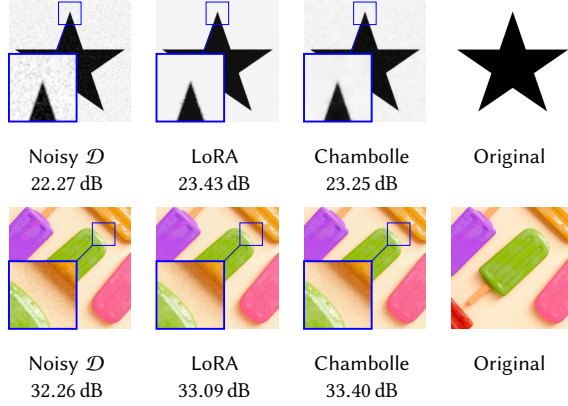 Noisy 𝒟 LoRA Chambolle Original
22.27 dB 23.43 dB 23.25 dB
Noisy 𝒟 LoRA Chambolle Original
32.26 dB 33.09 dB 33.40 dB